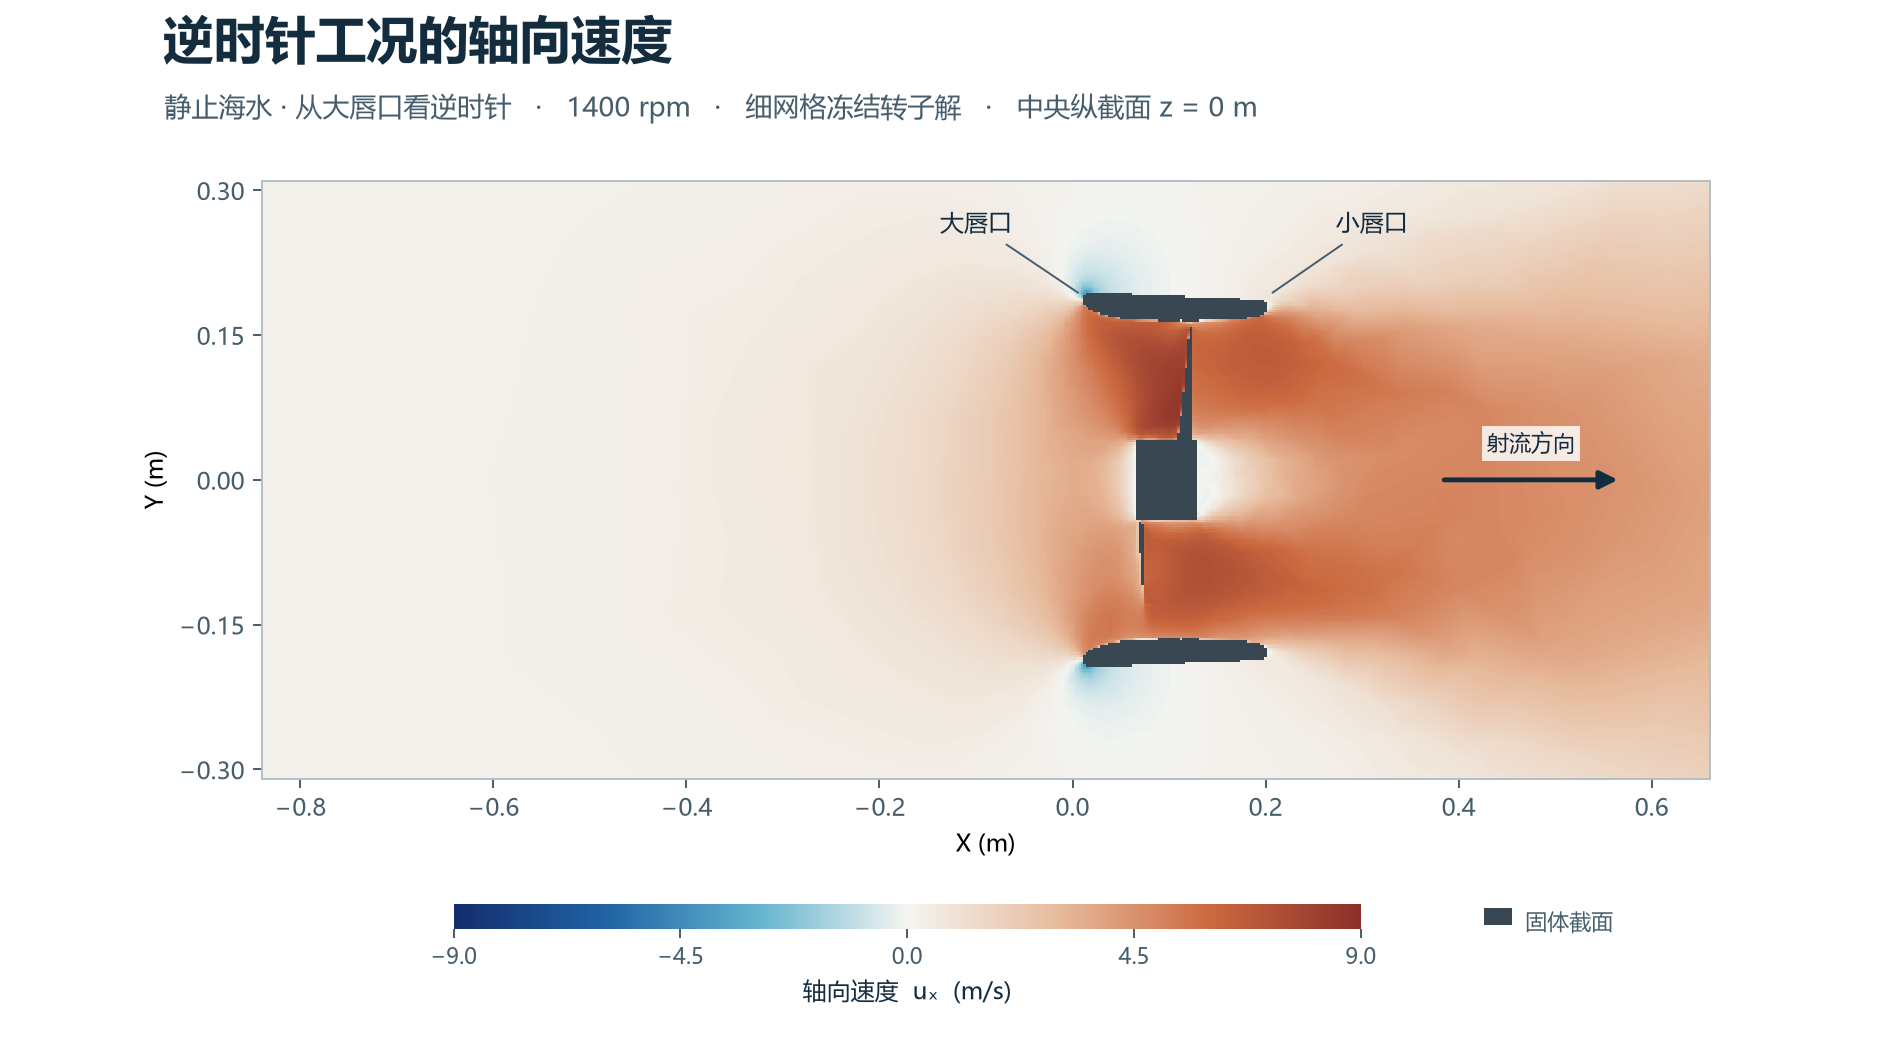 逆时针工况的轴向速度
静止海水 · 从大唇口看逆时针 · 1400 rpm · 细网格冻结转子解 · 中央纵截面 z = 0 m
大唇口
小唇口
射流方向
Y (m)
0.30
0.15
0.00
−0.15
−0.30
−0.8 −0.6 −0.4 −0.2 0.0 0.2 0.4 0.6
X (m)
−9.0 −4.5 0.0 4.5 9.0
轴向速度 uₓ (m/s)
固体截面